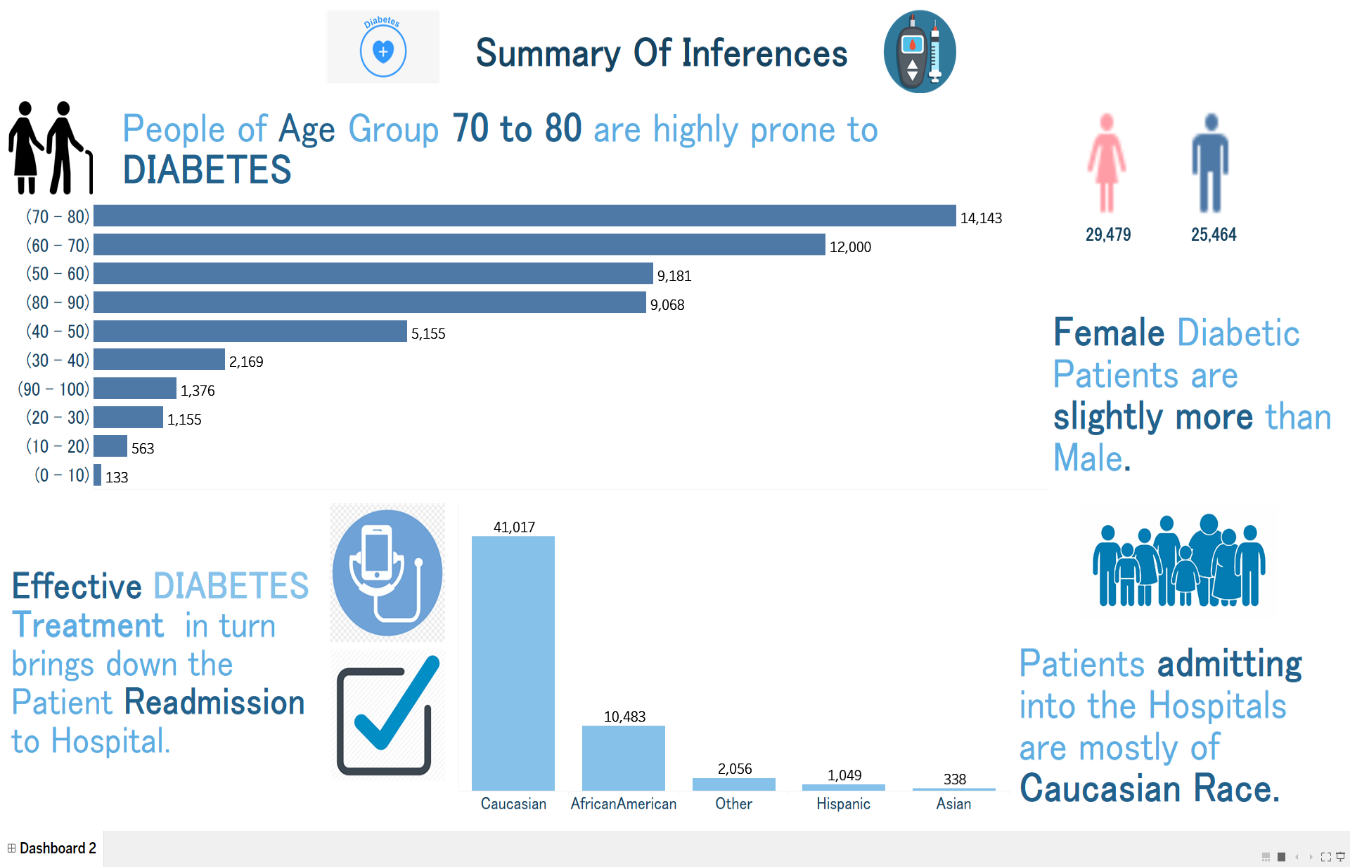 Diabetes
Summary Of Inferences
People of Age Group 70 to 80 are highly prone to
DIABETES
(70 – 80) 14,143
(60 – 70) 12,000
(50 – 60) 9,181
(80 – 90) 9,068
(40 – 50) 5,155
(30 – 40) 2,169
(90 – 100) 1,376
(20 – 30) 1,155
(10 – 20) 563
(0 – 10) 133
29,479 25,464
Female Diabetic
Patients are
slightly more than
Male.
Effective DIABETES
Treatment in turn
brings down the
Patient Readmission
to Hospital.
41,017
10,483
2,056
1,049
338
Caucasian AfricanAmerican Other Hispanic Asian
Patients admitting
into the Hospitals
are mostly of
Caucasian Race.
Dashboard 2